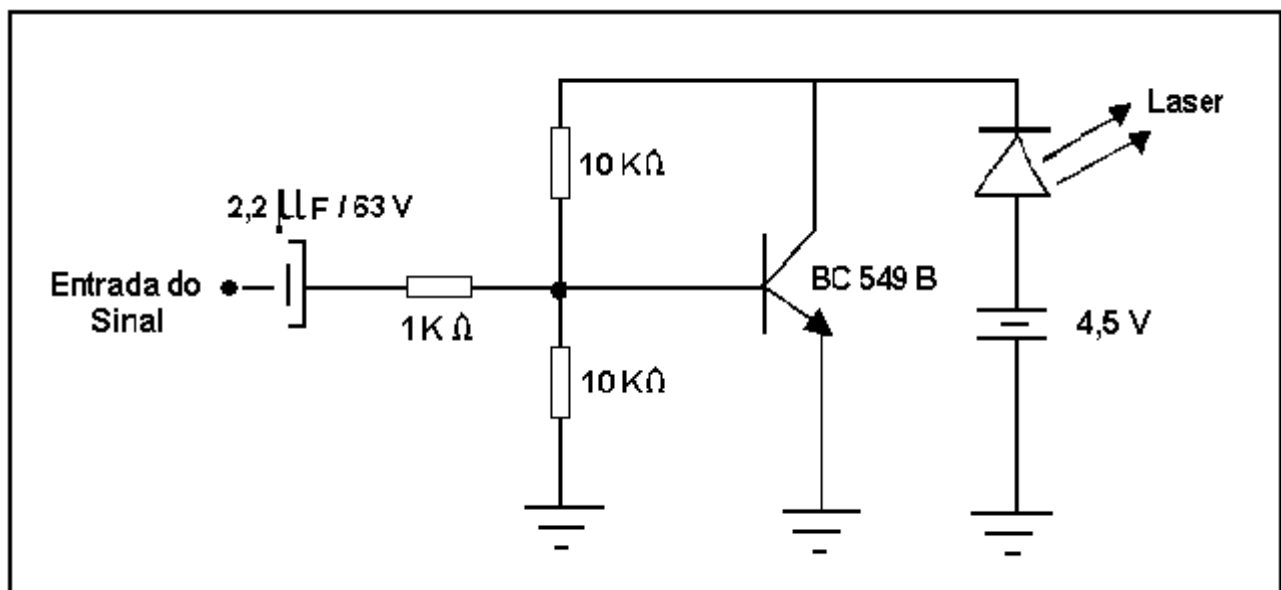 Laser
10 KΩ
2,2 µF / 63 V
Entrada do
Sinal
BC 549 B
1K Ω
4,5 V
10 KΩ